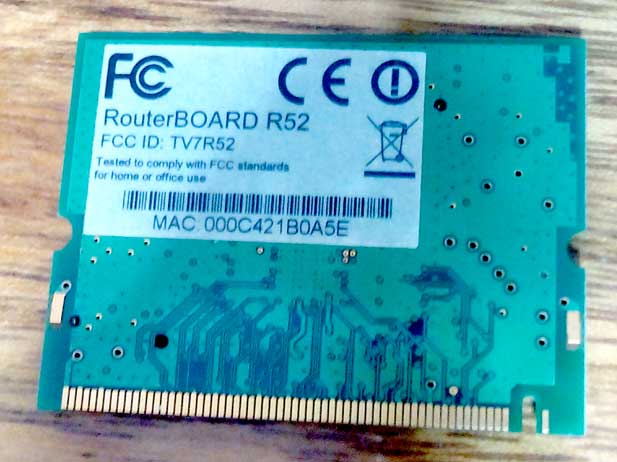 FCC CE
RouterBOARD R52
FCC ID: TV7R52
Tested to comply with FCC standards
for home or office use
MAC: 000C421B0A5E